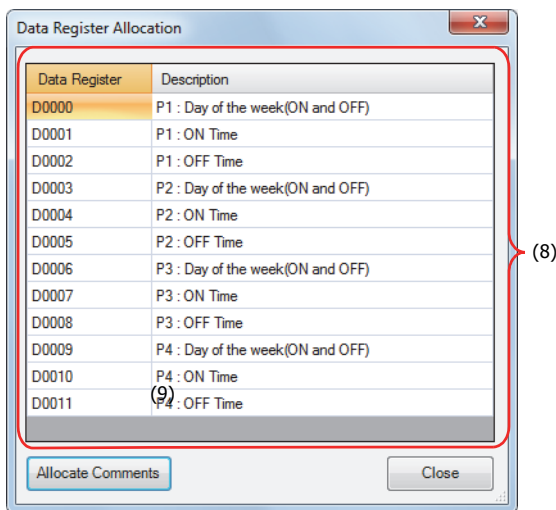 Data Register Allocation
Data Register Description
D0000 P1 : Day of the week(ON and OFF)
D0001 P1 : ON Time
D0002 P1 : OFF Time
D0003 P2 : Day of the week(ON and OFF)
D0004 P2 : ON Time
D0005 P2 : OFF Time
D0006 P3 : Day of the week(ON and OFF)
D0007 P3 : ON Time
D0008 P3 : OFF Time
D0009 P4 : Day of the week(ON and OFF)
D0010 P4 : ON Time
D0011 P4 : OFF Time
(8)
(9)
Allocate Comments Close